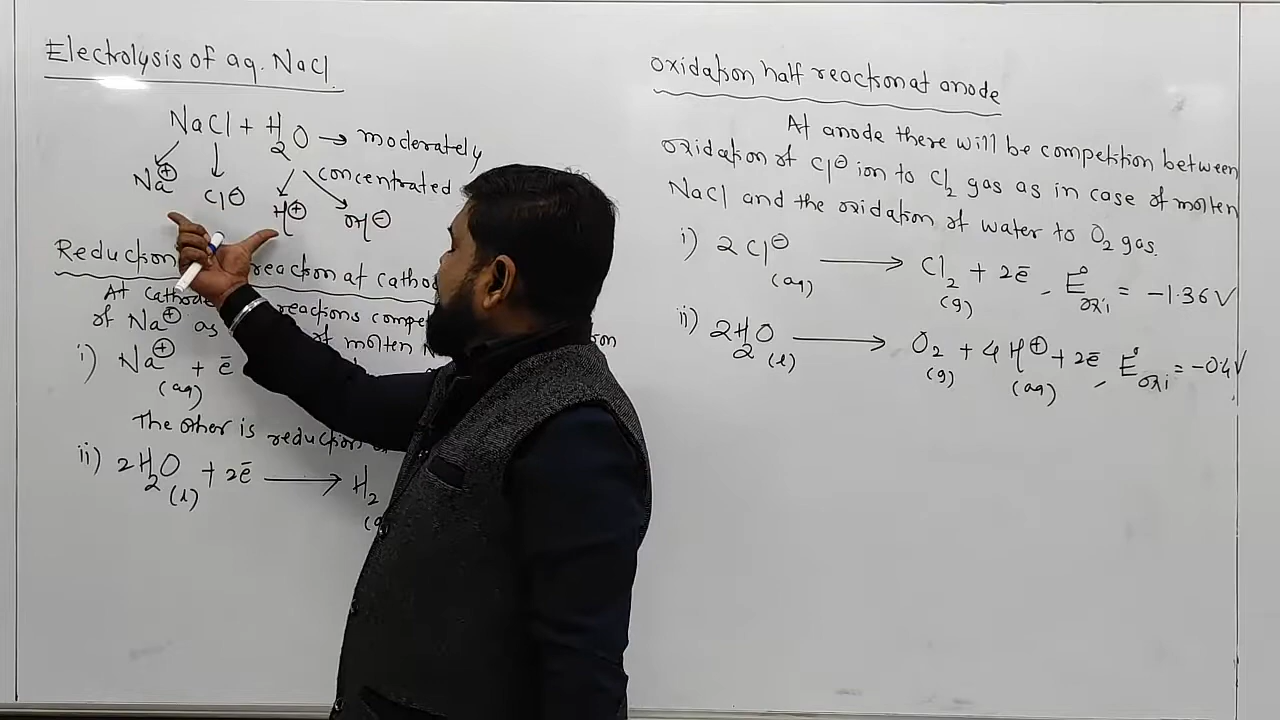 Electrolysis of aq. NaCl.
NaCl + H2O → moderately
concentrated
Na⊕ Cl⊖ H⊕ OH⊖
Reduction reaction at cathod
At Cathode reactions compe
of Na⊕ as of molten
i) Na⊕(aq) + ē
The other is reduction
ii) 2H2O(l) + 2ē ⟶ H2
oxidation half reaction at anode
At anode there will be competition between
oxidation of Cl⊖ ion to Cl2 gas as in case of molten
NaCl and the oxidation of water to O2 gas.
i) 2Cl⊖(aq) ⟶ Cl2(g) + 2ē, E°oxi = -1.36 V
ii) 2H2O(l) ⟶ O2(g) + 4H⊕(aq) + 2ē, E°oxi = -0.4 V